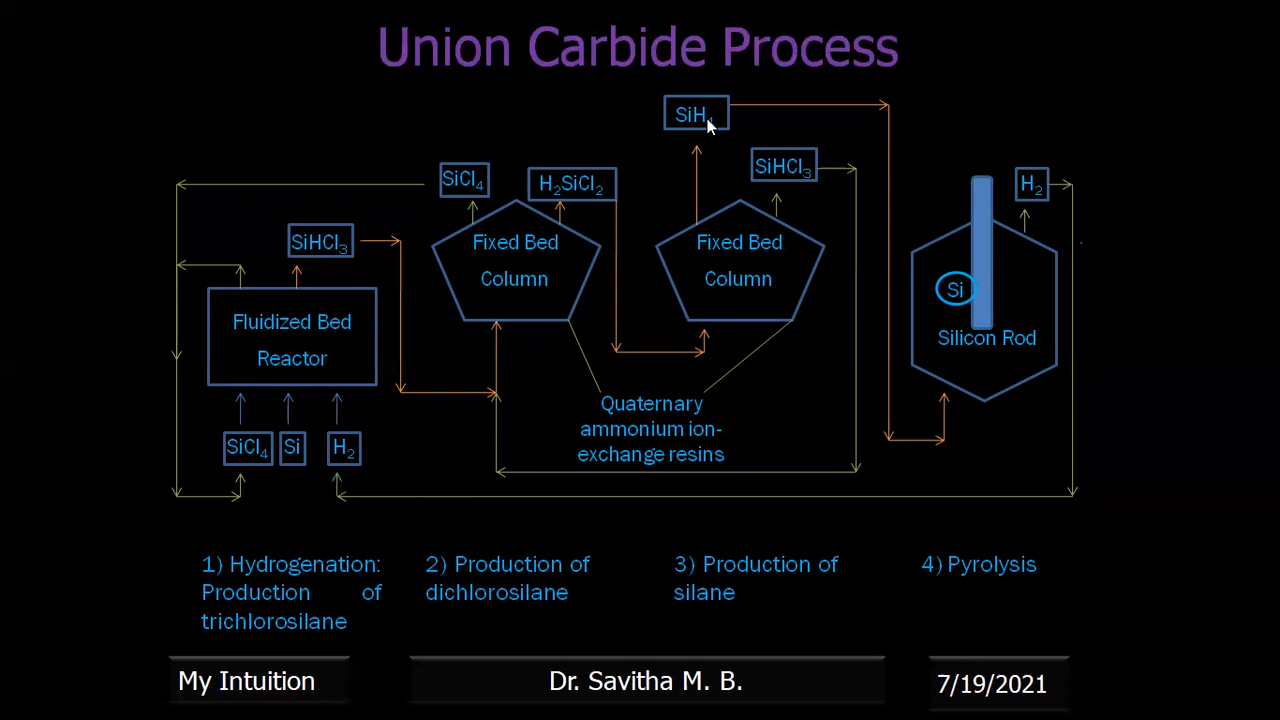 Union Carbide Process
SiH
SiCl₄
H₂SiCl₂
SiHCl₃
H₂
SiHCl₃
Fixed Bed
Column
Fixed Bed
Column
Si
Fluidized Bed
Reactor
Silicon Rod
Quaternary
ammonium ion-
exchange resins
SiCl₄
Si
H₂
1) Hydrogenation:
Production of
trichlorosilane
2) Production of
dichlorosilane
3) Production of
silane
4) Pyrolysis
My Intuition
Dr. Savitha M. B.
7/19/2021